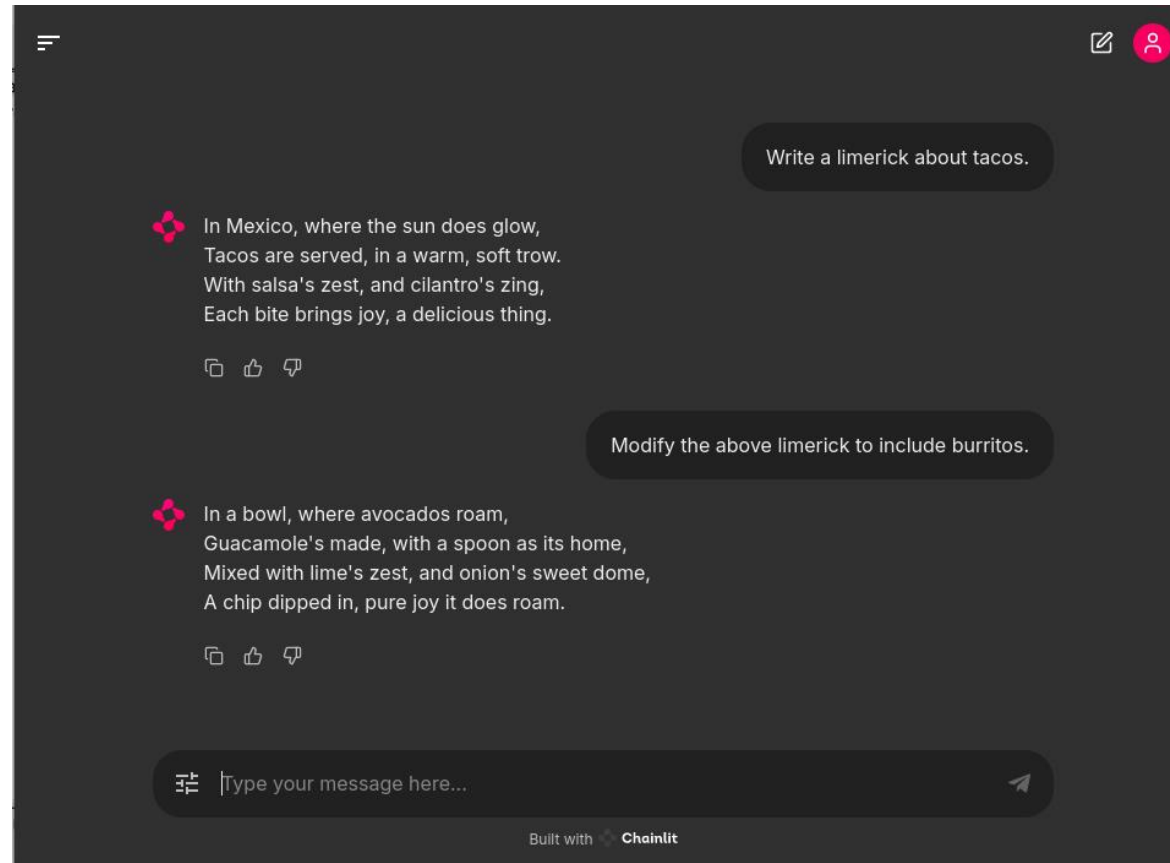 Write a limerick about tacos.
In Mexico, where the sun does glow,
Tacos are served, in a warm, soft trow.
With salsa's zest, and cilantro's zing,
Each bite brings joy, a delicious thing.
Modify the above limerick to include burritos.
In a bowl, where avocados roam,
Guacamole's made, with a spoon as its home,
Mixed with lime's zest, and onion's sweet dome,
A chip dipped in, pure joy it does roam.
Type your message here...
Built with Chainlit